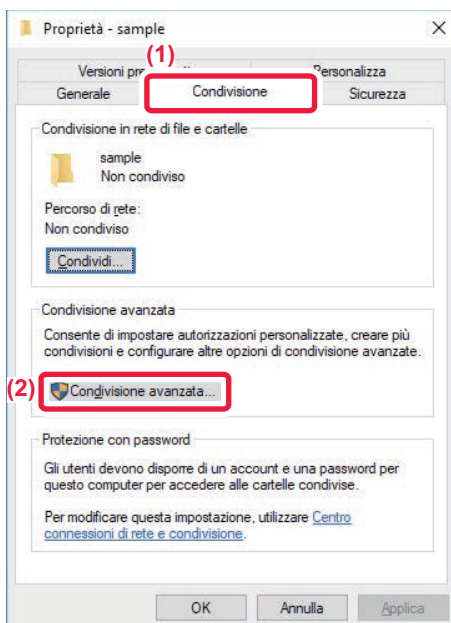 Proprietà - sample
(1)
Versioni pre
Personalizza
Generale
Condivisione
Sicurezza
Condivisione in rete di file e cartelle
sample
Non condiviso
Percorso di rete:
Non condiviso
Condividi...
Condivisione avanzata
Consente di impostare autorizzazioni personalizzate, creare più
condivisioni e configurare altre opzioni di condivisione avanzate.
(2)
Condivisione avanzata...
Protezione con password
Gli utenti devono disporre di un account e una password per
questo computer per accedere alle cartelle condivise.
Per modificare questa impostazione, utilizzare Centro
connessioni di rete e condivisione.
OK
Annulla
Applica